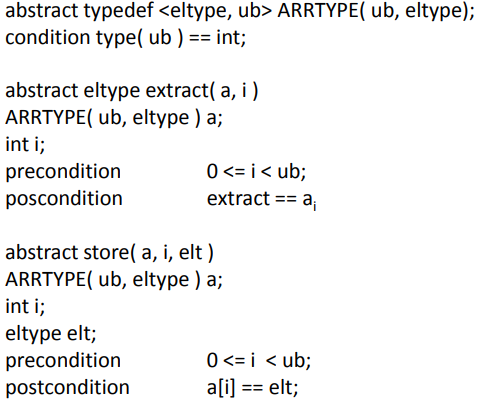 abstract typedef <eltype, ub> ARRTYPE( ub, eltype);
condition type( ub ) == int;
abstract eltype extract( a, i )
ARRTYPE( ub, eltype ) a;
int i;
precondition 0 <= i < ub;
poscondition extract == aᵢ
abstract store( a, i, elt )
ARRTYPE( ub, eltype ) a;
int i;
eltype elt;
precondition 0 <= i < ub;
postcondition a[i] == elt;